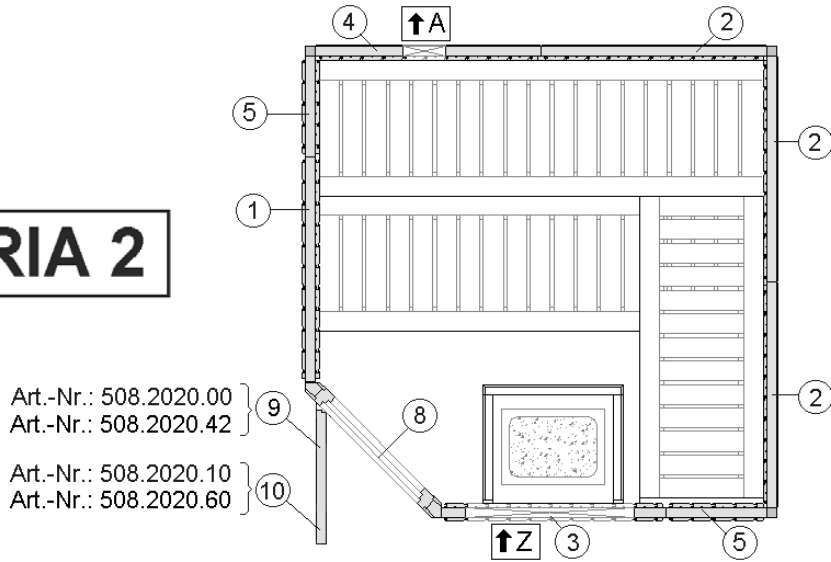 4 ↑A 2
5
2
1
RIA 2
Art.-Nr.: 508.2020.00
Art.-Nr.: 508.2020.42
9
8
2
Art.-Nr.: 508.2020.10
Art.-Nr.: 508.2020.60
10
↑Z 3 5